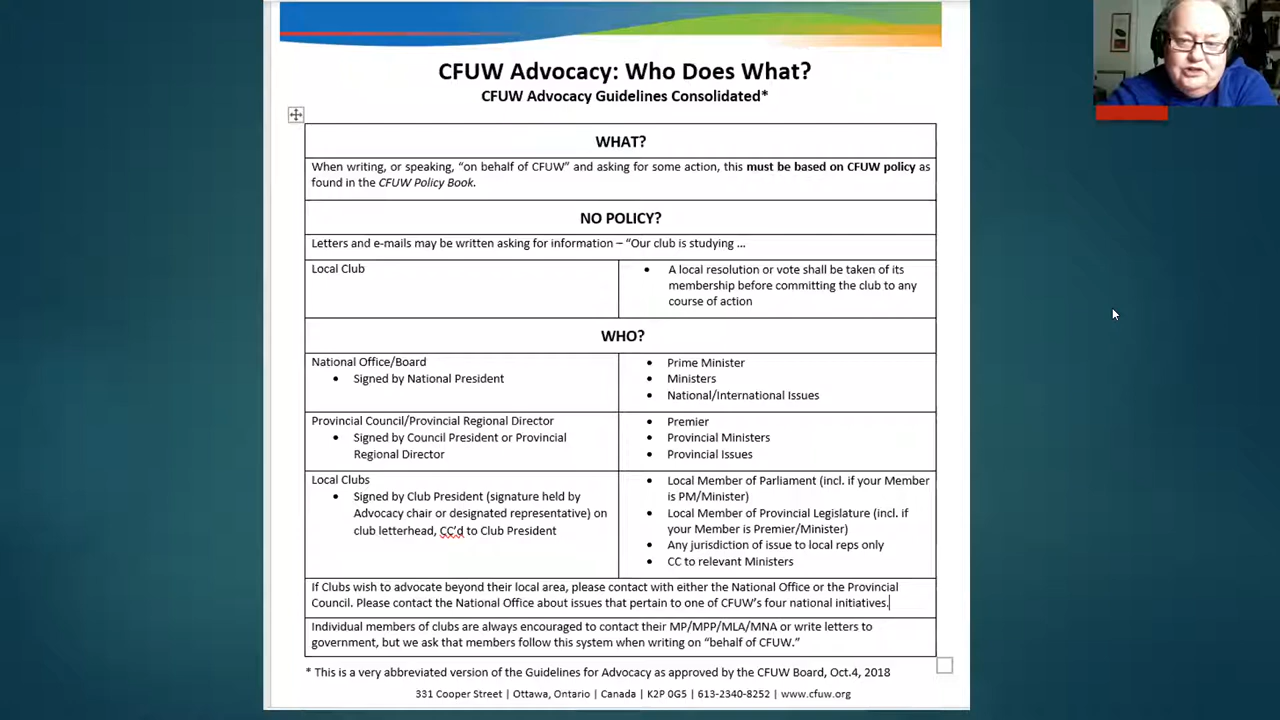 CFUW Advocacy: Who Does What?
CFUW Advocacy Guidelines Consolidated*
WHAT?
When writing, or speaking, “on behalf of CFUW” and asking for some action, this must be based on CFUW policy as
found in the CFUW Policy Book.
NO POLICY?
Letters and e-mails may be written asking for information – “Our club is studying ...
Local Club
• A local resolution or vote shall be taken of its
membership before committing the club to any
course of action
WHO?
National Office/Board
• Signed by National President
• Prime Minister
• Ministers
• National/International Issues
Provincial Council/Provincial Regional Director
• Signed by Council President or Provincial
Regional Director
• Premier
• Provincial Ministers
• Provincial Issues
Local Clubs
• Signed by Club President (signature held by
Advocacy chair or designated representative) on
club letterhead, CC’d to Club President
• Local Member of Parliament (incl. if your Member
is PM/Minister)
• Local Member of Provincial Legislature (incl. if
your Member is Premier/Minister)
• Any jurisdiction of issue to local reps only
• CC to relevant Ministers
If Clubs wish to advocate beyond their local area, please contact with either the National Office or the Provincial
Council. Please contact the National Office about issues that pertain to one of CFUW’s four national initiatives.
Individual members of clubs are always encouraged to contact their MP/MPP/MLA/MNA or write letters to
government, but we ask that members follow this system when writing on “behalf of CFUW.”
* This is a very abbreviated version of the Guidelines for Advocacy as approved by the CFUW Board, Oct.4, 2018
331 Cooper Street | Ottawa, Ontario | Canada | K2P 0G5 | 613-2340-8252 | www.cfuw.org